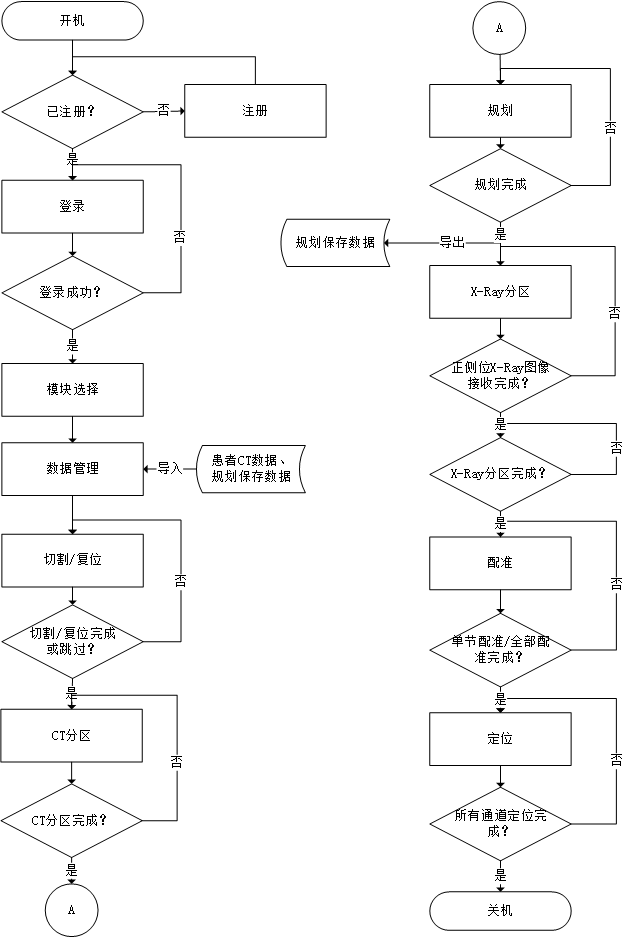 开机
已注册？
否
注册
是
登录
否
登录成功？
是
模块选择
数据管理
导入
患者CT数据、
规划保存数据
切割/复位
否
切割/复位完成
或跳过？
是
CT分区
否
CT分区完成？
是
A
A
规划
否
规划完成
是
规划保存数据
导出
X-Ray分区
否
正侧位X-Ray图像
接收完成？
是
否
X-Ray分区完成？
是
配准
否
单节配准/全部配
准完成？
是
定位
否
所有通道定位完
成？
是
关机